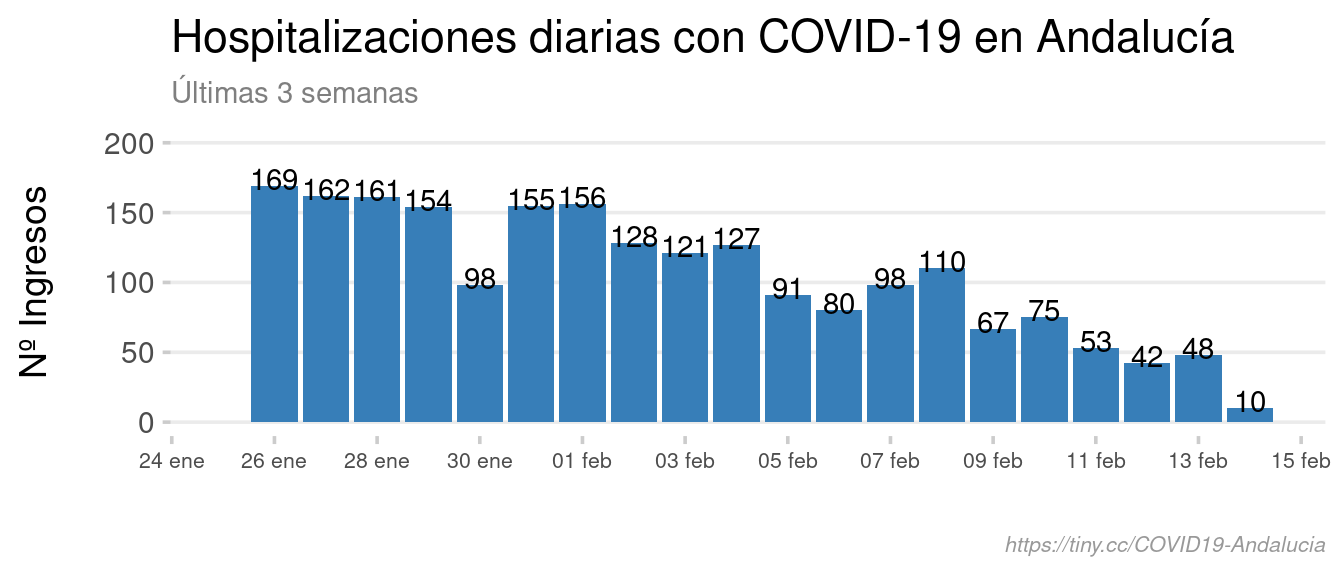 Hospitalizaciones diarias con COVID-19 en Andalucía
Últimas 3 semanas
Nº Ingresos
200
150
100
50
0
169 162 161 154 98 155 156 128 121 127 91 80 98 110 67 75 53 42 48 10
24 ene 26 ene 28 ene 30 ene 01 feb 03 feb 05 feb 07 feb 09 feb 11 feb 13 feb 15 feb
https://tiny.cc/COVID19-Andalucia